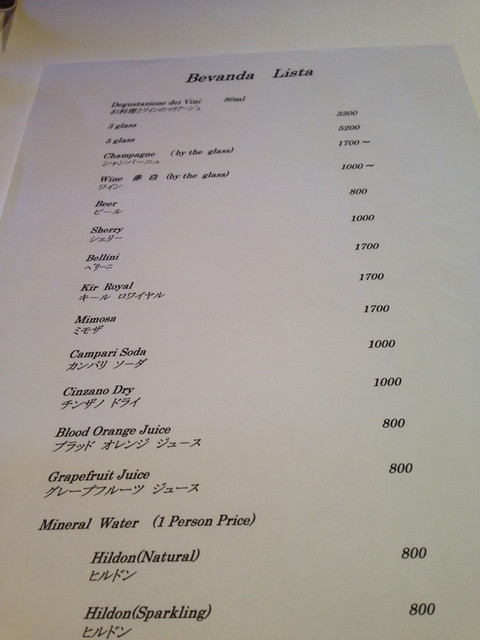 Bevanda Lista
Degustazione dei Vini 80ml
お料理とワインのマリアージュ
3 glass 3300
5 glass 5200
Champagne (by the glass) 1700～
シャンパーニュ
Wine 赤 白 (by the glass) 1000～
ワイン
Beer 800
ビール
Sherry 1000
シェリー
Bellini 1700
ベリーニ
Kir Royal 1700
キール ロワイヤル
Mimosa 1700
ミモザ
Campari Soda 1000
カンパリ ソーダ
Cinzano Dry 1000
チンザノ ドライ
Blood Orange Juice 800
ブラッド オレンジ ジュース
Grapefruit Juice 800
グレープフルーツ ジュース
Mineral Water (1 Person Price)
Hildon(Natural) 800
ヒルドン
Hildon(Sparkling) 800
ヒルドン